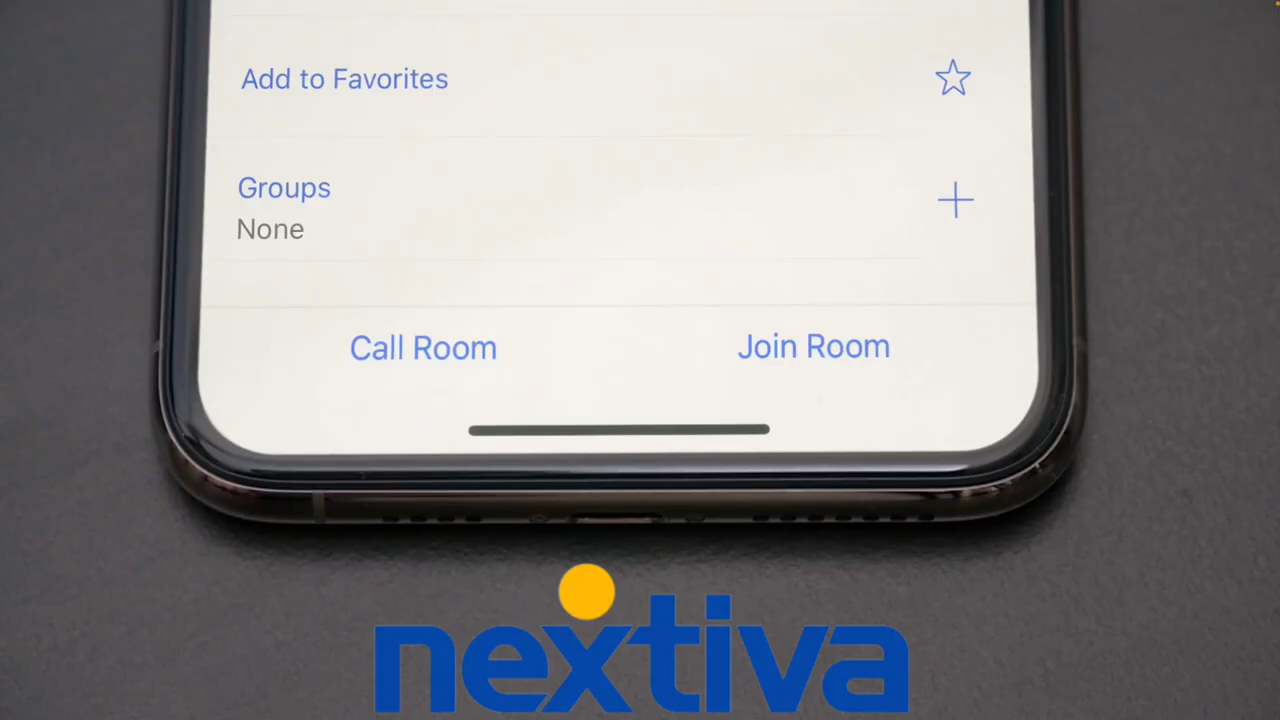 Add to Favorites
Groups
None
Call Room
Join Room
nextiva